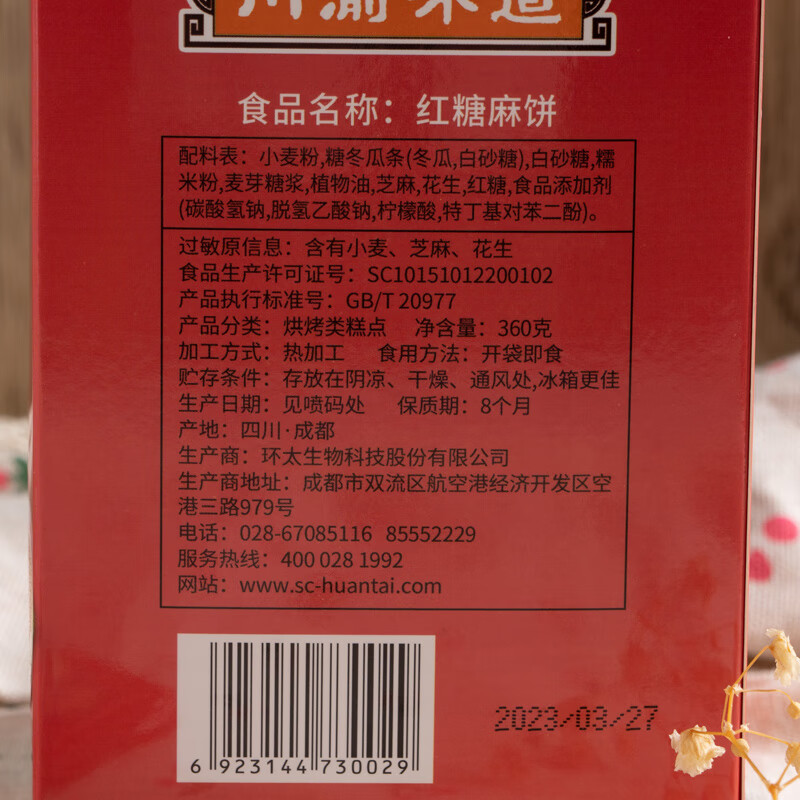 川渝味道
食品名称：红糖麻饼
配料表：小麦粉,糖冬瓜条(冬瓜,白砂糖),白砂糖,糯
米粉,麦芽糖浆,植物油,芝麻,花生,红糖,食品添加剂
(碳酸氢钠,脱氢乙酸钠,柠檬酸,特丁基对苯二酚)。
过敏原信息：含有小麦、芝麻、花生
食品生产许可证号：SC10151012200102
产品执行标准号：GB/T 20977
产品分类：烘烤类糕点 净含量：360克
加工方式：热加工 食用方法：开袋即食
贮存条件：存放在阴凉、干燥、通风处,冰箱更佳
生产日期：见喷码处 保质期：8个月
产地：四川·成都
生产商：环太生物科技股份有限公司
生产商地址：成都市双流区航空港经济开发区空
港三路979号
电话：028-67085116 85552229
服务热线：400 028 1992
网站：www.sc-huantai.com
6 923144 730029
2023/03/27